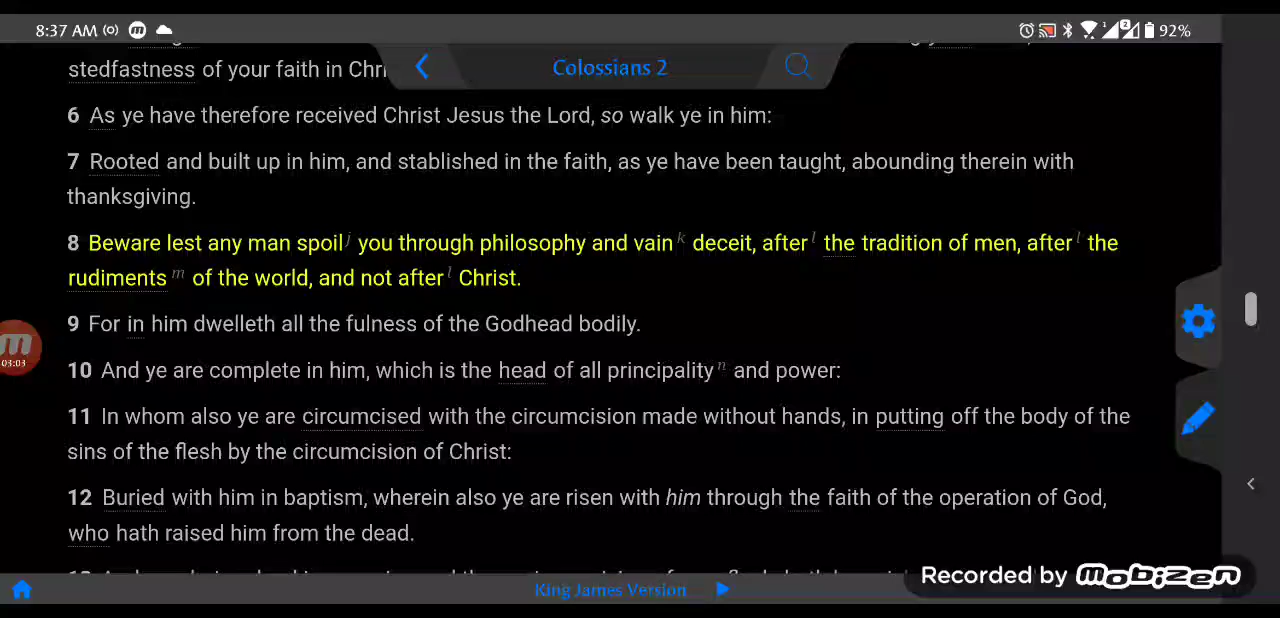 8:37 AM
92%
stedfastness of your faith in Chri
Colossians 2
6 As ye have therefore received Christ Jesus the Lord, so walk ye in him:
7 Rooted and built up in him, and stablished in the faith, as ye have been taught, abounding therein with
thanksgiving.
8 Beware lest any man spoil j you through philosophy and vain k deceit, after l the tradition of men, after l the
rudiments m of the world, and not after l Christ.
9 For in him dwelleth all the fulness of the Godhead bodily.
03:03
10 And ye are complete in him, which is the head of all principality n and power:
11 In whom also ye are circumcised with the circumcision made without hands, in putting off the body of the
sins of the flesh by the circumcision of Christ:
12 Buried with him in baptism, wherein also ye are risen with him through the faith of the operation of God,
who hath raised him from the dead.
King James Version
Recorded by Mobizen